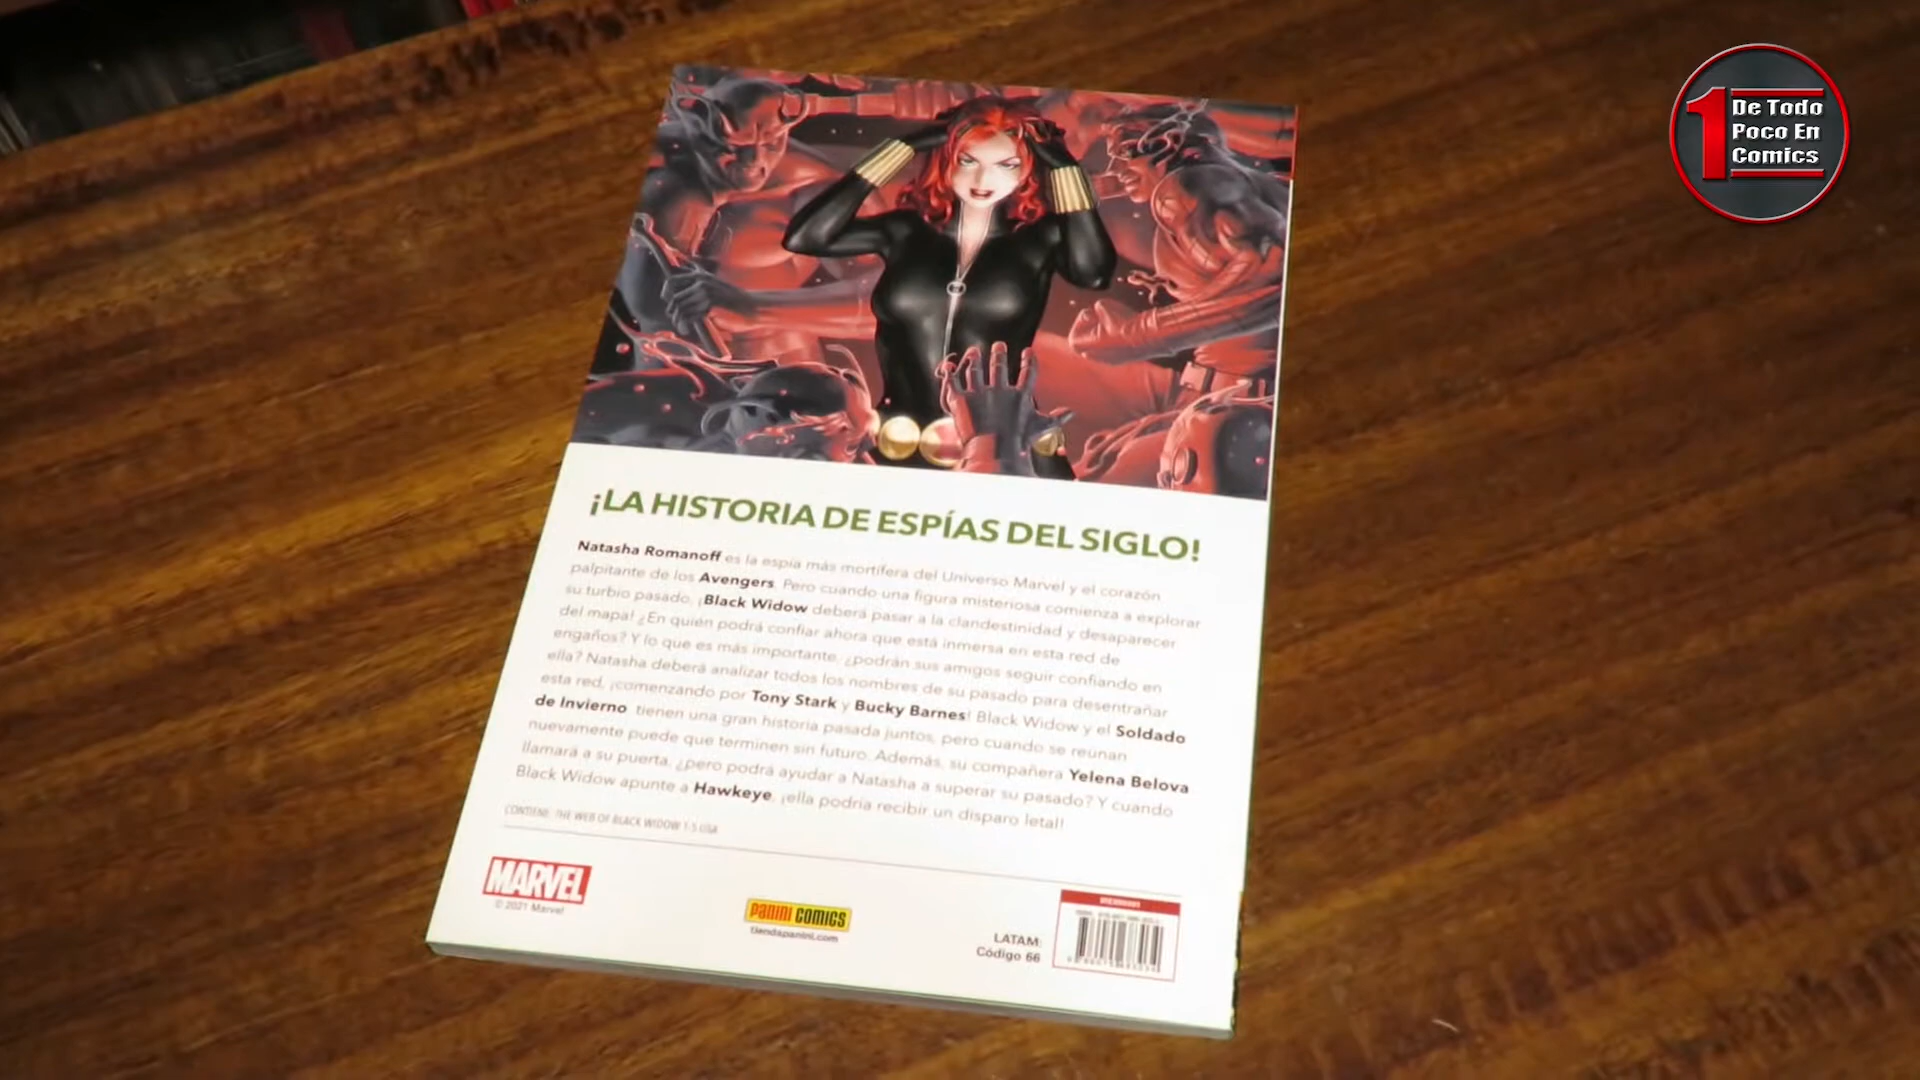 1 De Todo
Poco En
Comics
¡LA HISTORIA DE ESPÍAS DEL SIGLO!
Natasha Romanoff es la espía más mortífera del Universo Marvel y el corazón
palpitante de los Avengers. Pero cuando una figura misteriosa comienza a explorar
su turbio pasado, ¡Black Widow deberá pasar a la clandestinidad y desaparecer
del mapa! ¿En quién podrá confiar ahora que está inmersa en esta red de
engaños? Y lo que es más importante, ¿podrán sus amigos seguir confiando en
ella? Natasha deberá analizar todos los nombres de su pasado para desentrañar
esta red, ¡comenzando por Tony Stark y Bucky Barnes! Black Widow y el Soldado
de Invierno tienen una gran historia pasada juntos, pero cuando se reúnan
nuevamente puede que terminen sin futuro. Además, su compañera Yelena Belova
llamará a su puerta, ¿pero podrá ayudar a Natasha a superar su pasado? Y cuando
Black Widow apunte a Hawkeye, ¡ella podría recibir un disparo letal!
CONTIENE: THE WEB OF BLACK WIDOW 1-5 USA
MARVEL
© 2021 Marvel
PANINI COMICS
tiendapanini.com
LATAM:
Código 66